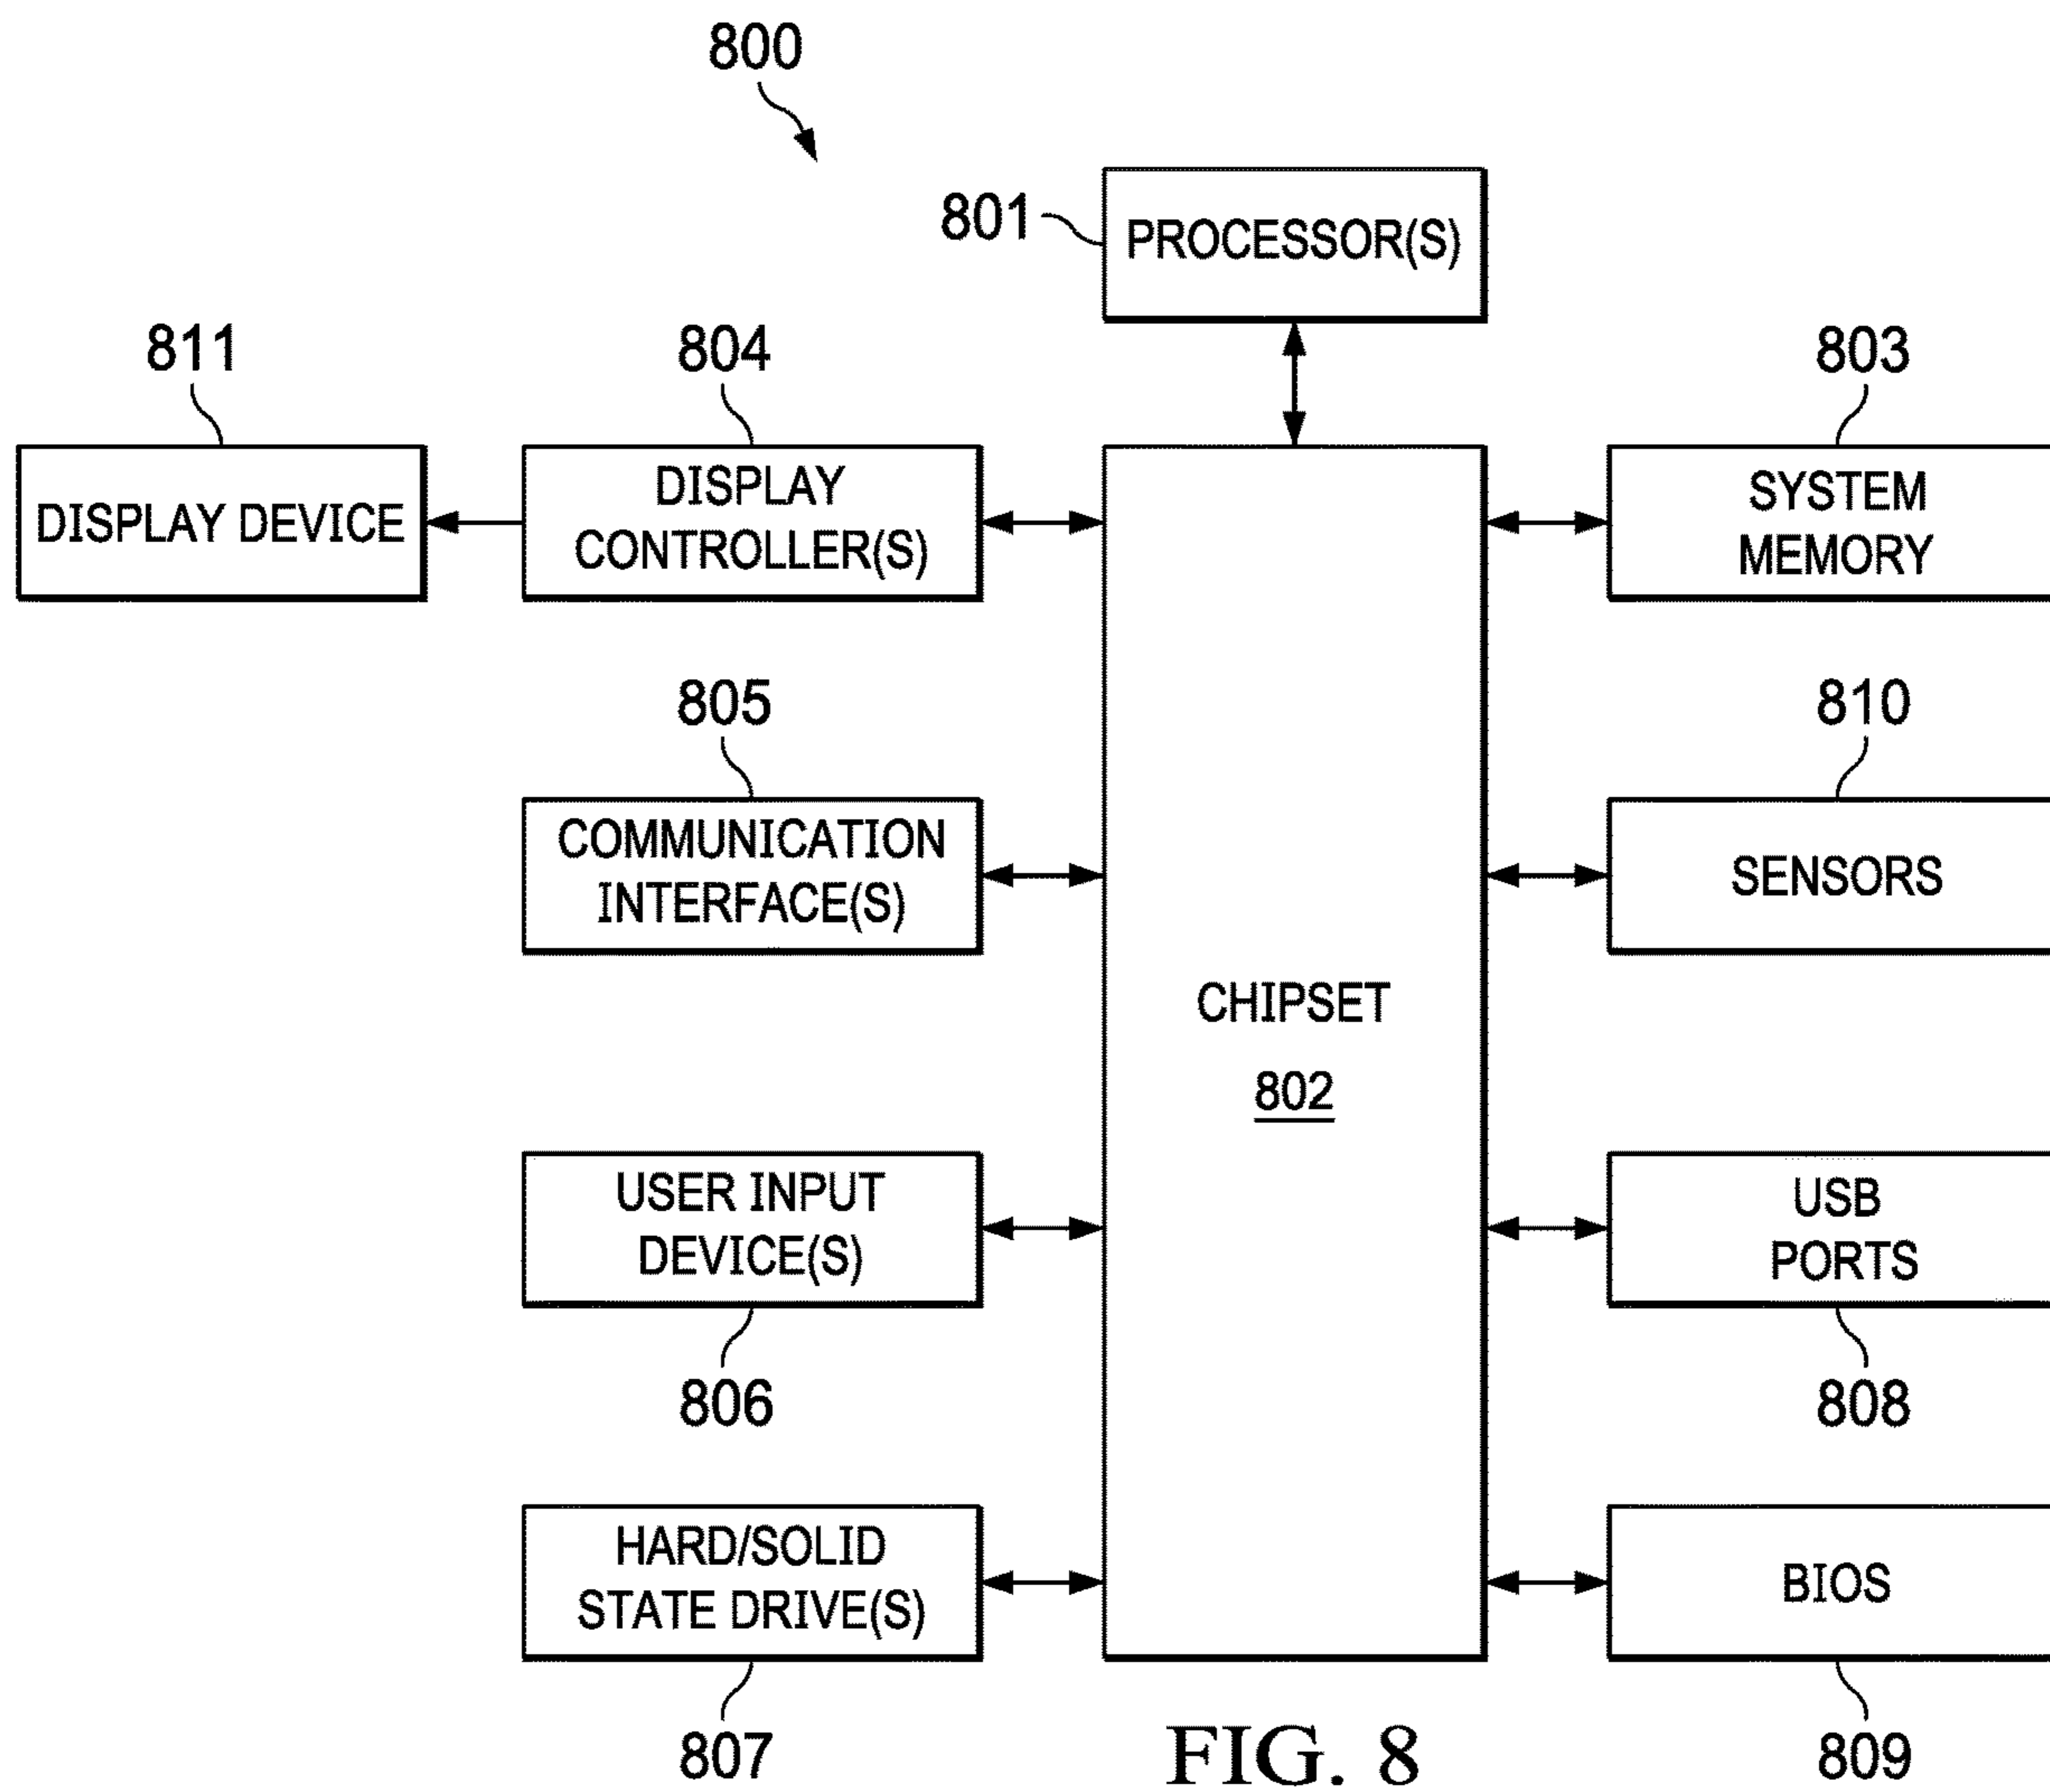 800
801
PROCESSOR(S)
811
804
803
DISPLAY DEVICE
DISPLAY
CONTROLLER(S)
SYSTEM
MEMORY
805
810
COMMUNICATION
INTERFACE(S)
SENSORS
CHIPSET
802
USER INPUT
DEVICE(S)
USB
PORTS
806
808
HARD/SOLID
STATE DRIVE(S)
BIOS
807
809
FIG. 8